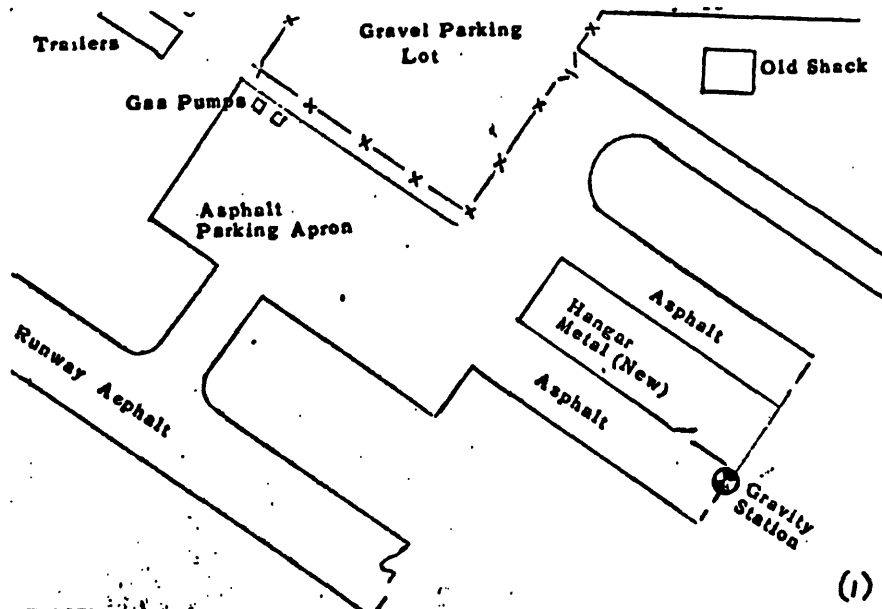 Trailers
Gravel Parking
Lot
Old Shack
Gas Pumps
Asphalt
Parking Apron
Asphalt
Hangar
Metal (New)
Asphalt
Runway Asphalt
Gravity
Station
(1)